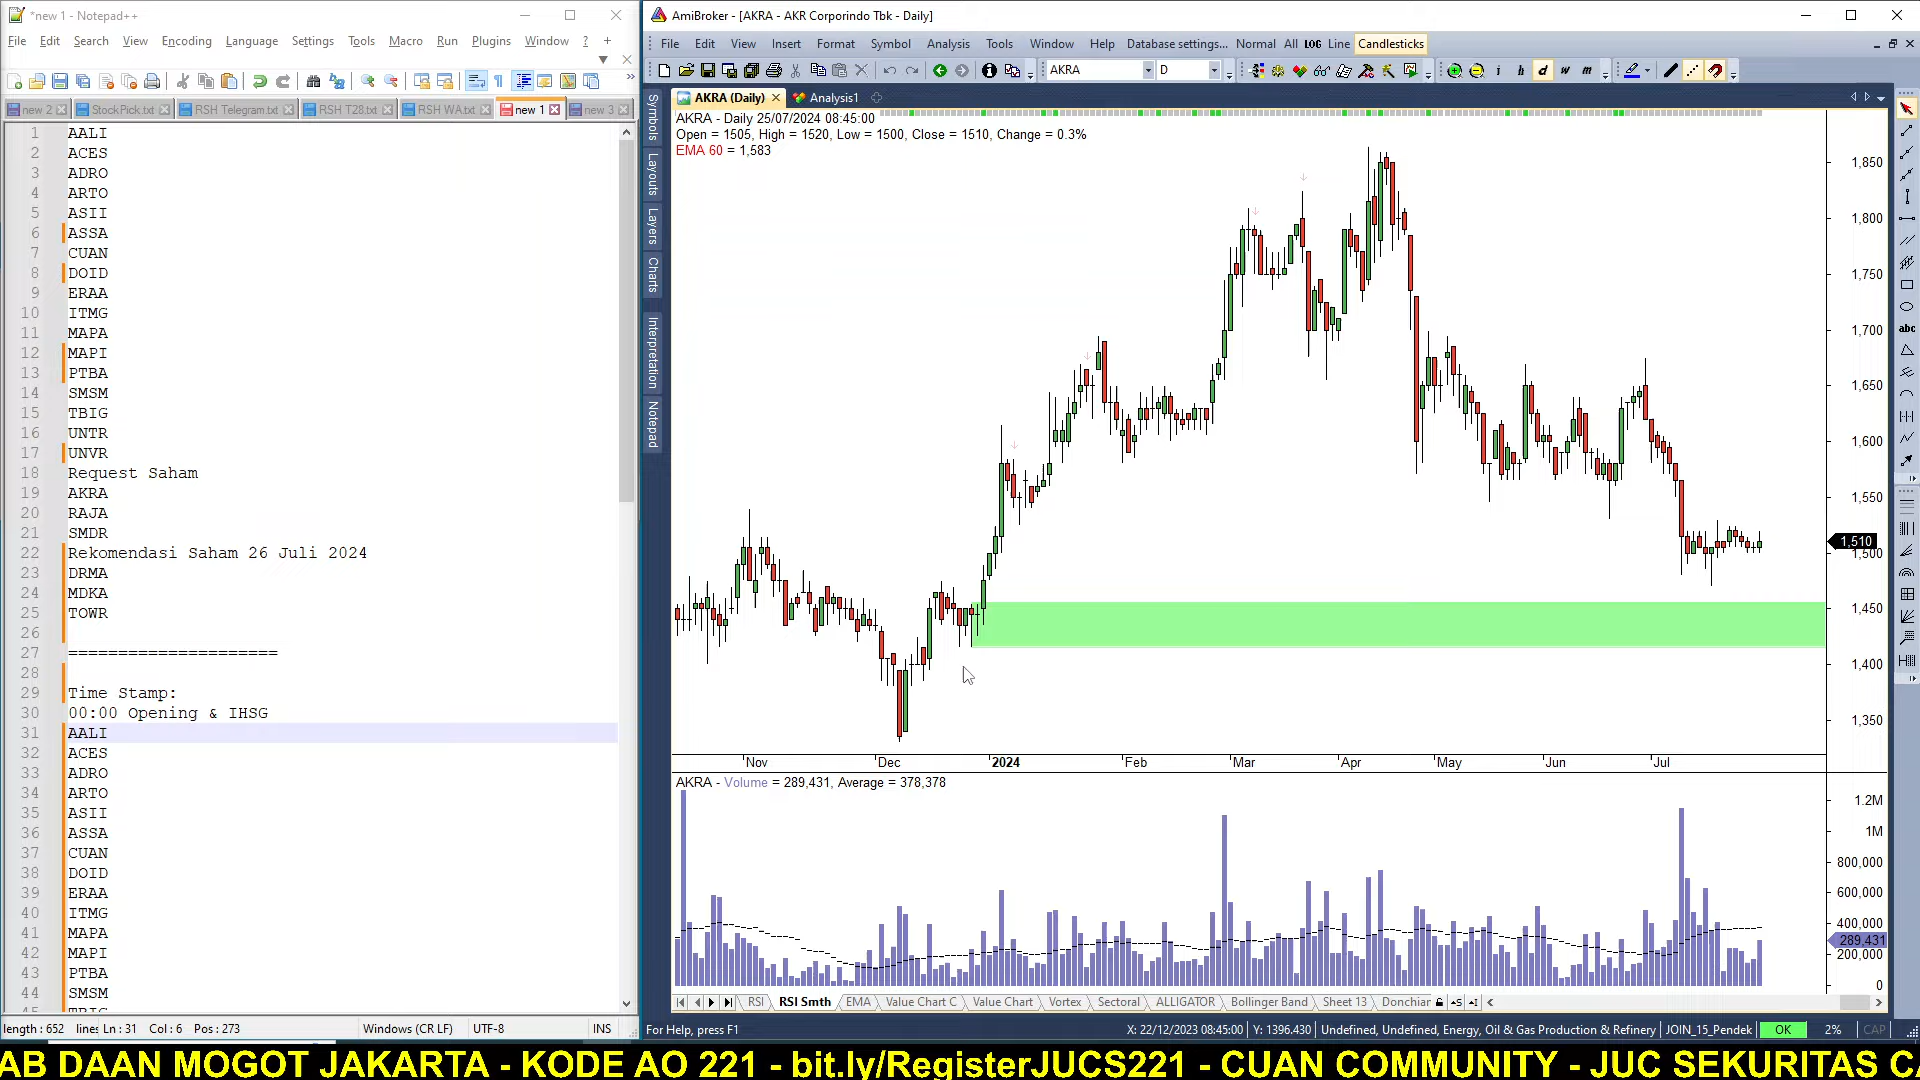 *new 1 - Notepad++
File Edit Search View Encoding Language Settings Tools Macro Run Plugins Window ? +
new 2 StockPick.txt RSH Telegram.txt RSH T28.txt RSH WA.txt new 1 new 3
1 AALI
2 ACES
3 ADRO
4 ARTO
5 ASII
6 ASSA
7 CUAN
8 DOID
9 ERAA
10 ITMG
11 MAPA
12 MAPI
13 PTBA
14 SMSM
15 TBIG
16 UNTR
17 UNVR
18 Request Saham
19 AKRA
20 RAJA
21 SMDR
22 Rekomendasi Saham 26 Juli 2024
23 DRMA
24 MDKA
25 TOWR
26
27 =====================
28
29 Time Stamp:
30 00:00 Opening & IHSG
31 AALI
32 ACES
33 ADRO
34 ARTO
35 ASII
36 ASSA
37 CUAN
38 DOID
39 ERAA
40 ITMG
41 MAPA
42 MAPI
43 PTBA
44 SMSM
length : 652 lines Ln : 31 Col : 6 Pos : 273 Windows (CR LF) UTF-8 INS
AmiBroker - [AKRA - AKR Corporindo Tbk - Daily]
File Edit View Insert Format Symbol Analysis Tools Window Help Database settings... Normal All LOG Line Candlesticks
AKRA D i h d w m
AKRA (Daily) Analysis1
Symbols
Layouts
Layers
Charts
Interpretation
Notepad
abc
AKRA - Daily 25/07/2024 08:45:00
Open = 1505, High = 1520, Low = 1500, Close = 1510, Change = 0.3%
EMA 60 = 1,583
1,850
1,800
1,750
1,700
1,650
1,600
1,550
1,510
1,500
1,450
1,400
1,350
Nov Dec 2024 Feb Mar Apr May Jun Jul
AKRA - Volume = 289,431, Average = 378,378
1.2M
1M
800,000
600,000
400,000
289,431
200,000
0
RSI RSI Smth EMA Value Chart C Value Chart Vortex Sectoral ALLIGATOR Bollinger Band Sheet 13 Donchian
For Help, press F1 X: 22/12/2023 08:45:00 Y: 1396.430 Undefined, Undefined, Energy, Oil & Gas Production & Refinery JOIN_15_Pendek OK 2% CAP
AB DAAN MOGOT JAKARTA - KODE AO 221 - bit.ly/RegisterJUCS221 - CUAN COMMUNITY - JUC SEKURITAS CA